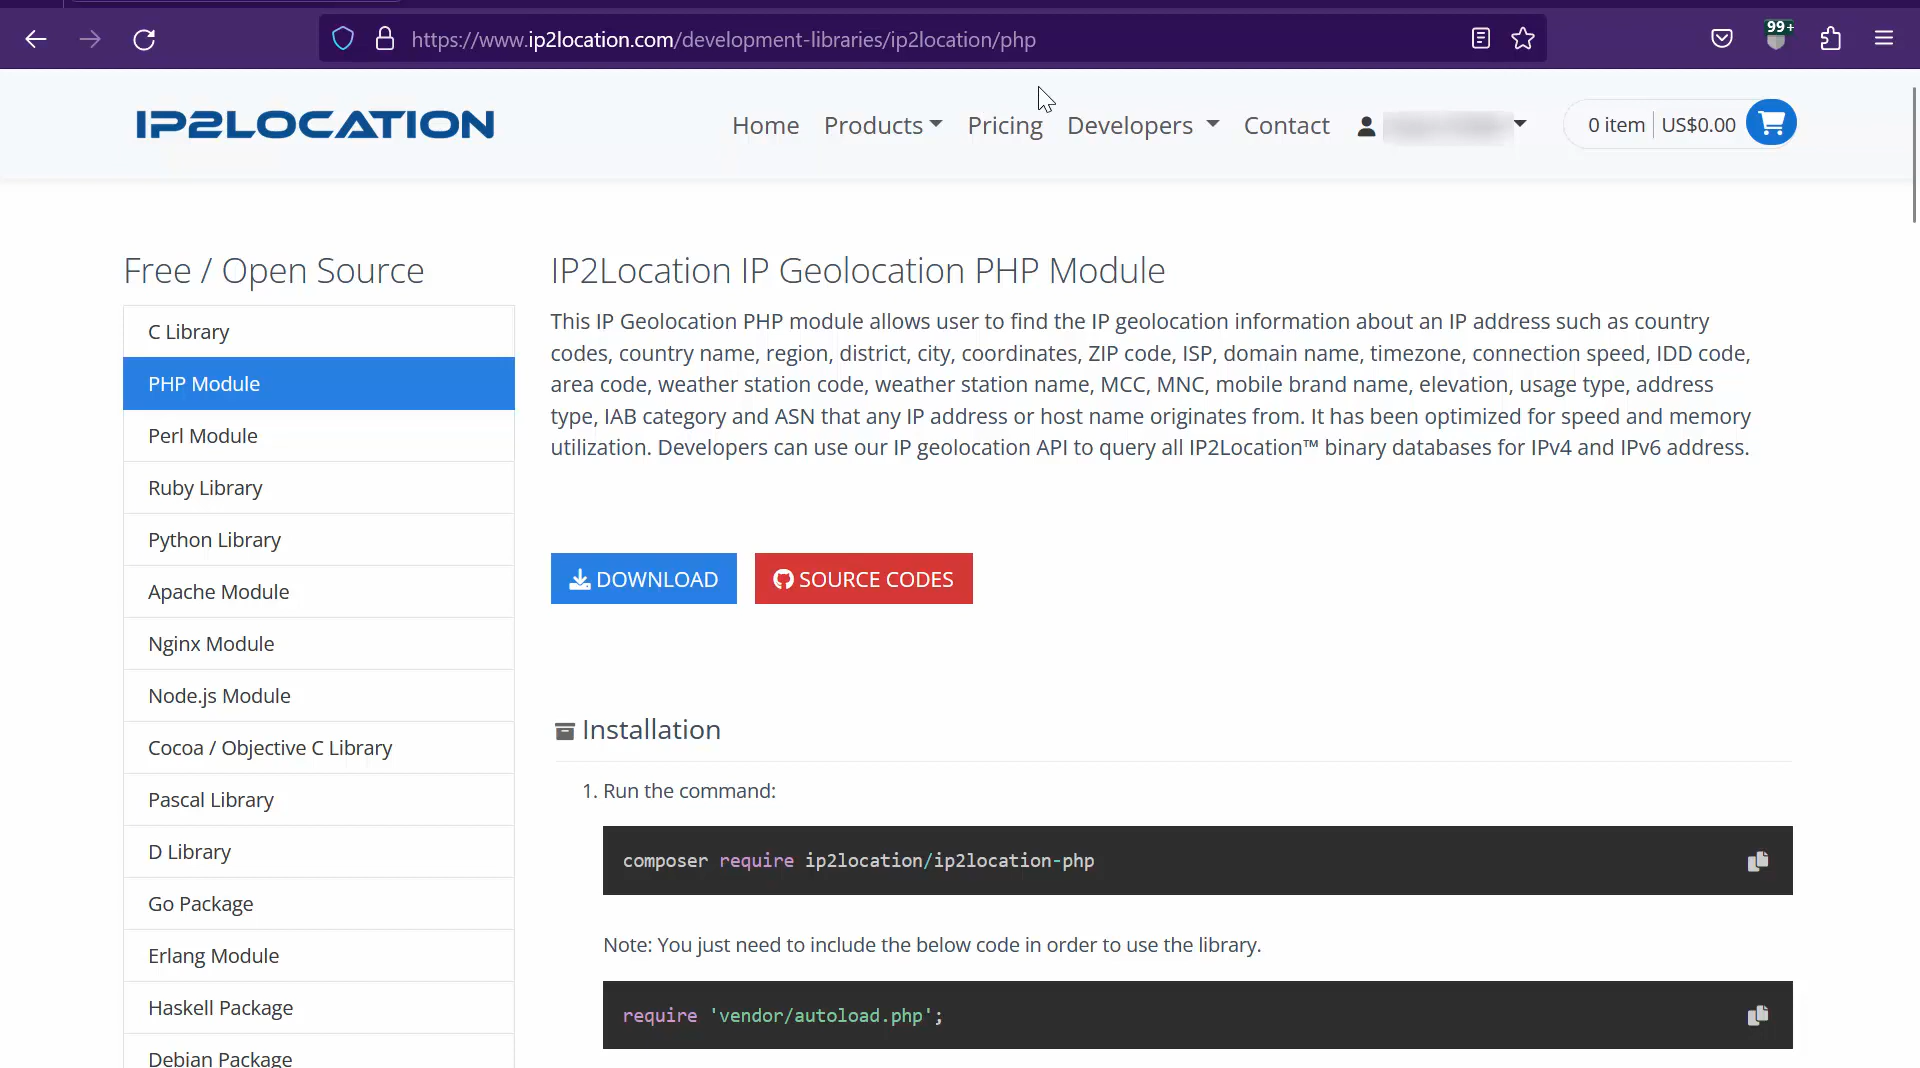 https://www.ip2location.com/development-libraries/ip2location/php
99+
IP2LOCATION
Home
Products
Pricing
Developers
Contact
0 item
US$0.00
Free / Open Source
C Library
PHP Module
Perl Module
Ruby Library
Python Library
Apache Module
Nginx Module
Node.js Module
Cocoa / Objective C Library
Pascal Library
D Library
Go Package
Erlang Module
Haskell Package
Debian Package
IP2Location IP Geolocation PHP Module
This IP Geolocation PHP module allows user to find the IP geolocation information about an IP address such as country
codes, country name, region, district, city, coordinates, ZIP code, ISP, domain name, timezone, connection speed, IDD code,
area code, weather station code, weather station name, MCC, MNC, mobile brand name, elevation, usage type, address
type, IAB category and ASN that any IP address or host name originates from. It has been optimized for speed and memory
utilization. Developers can use our IP geolocation API to query all IP2Location™ binary databases for IPv4 and IPv6 address.
DOWNLOAD
SOURCE CODES
Installation
1. Run the command:
composer require ip2location/ip2location-php
Note: You just need to include the below code in order to use the library.
require 'vendor/autoload.php';